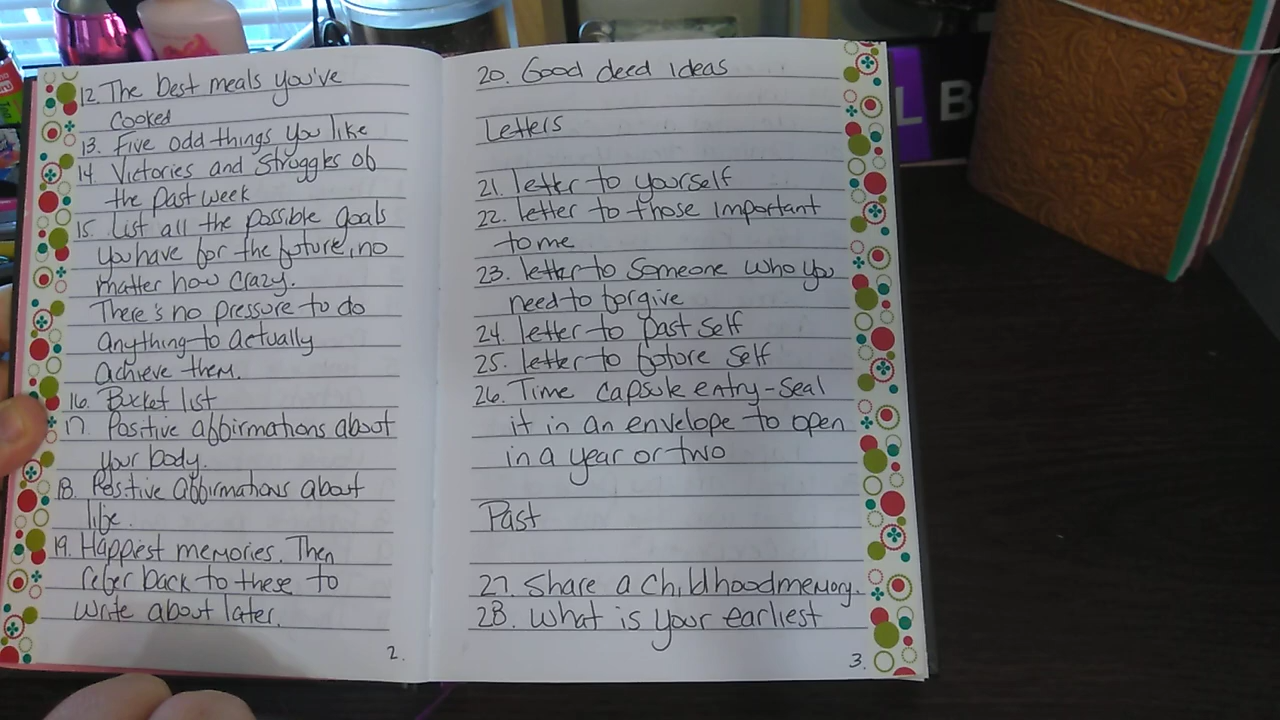 12. The best meals you've
cooked
13. Five odd things you like
14. Victories and Struggles of
the past week
15. List all the possible goals
you have for the future, no
matter how crazy.
There's no pressure to do
anything to actually
achieve them.
16. Bucket list
17. Positive affirmations about
your body.
18. Positive affirmations about
life.
19. Happiest memories. Then
refer back to these to
write about later.
2.
20. Good deed ideas
Letters
21. letter to yourself
22. letter to those important
to me
23. letter to someone who you
need to forgive
24. letter to past self
25. letter to future self
26. Time capsule entry-Seal
it in an envelope to open
in a year or two
Past
27. Share a childhood memory.
28. What is your earliest
3.
L B